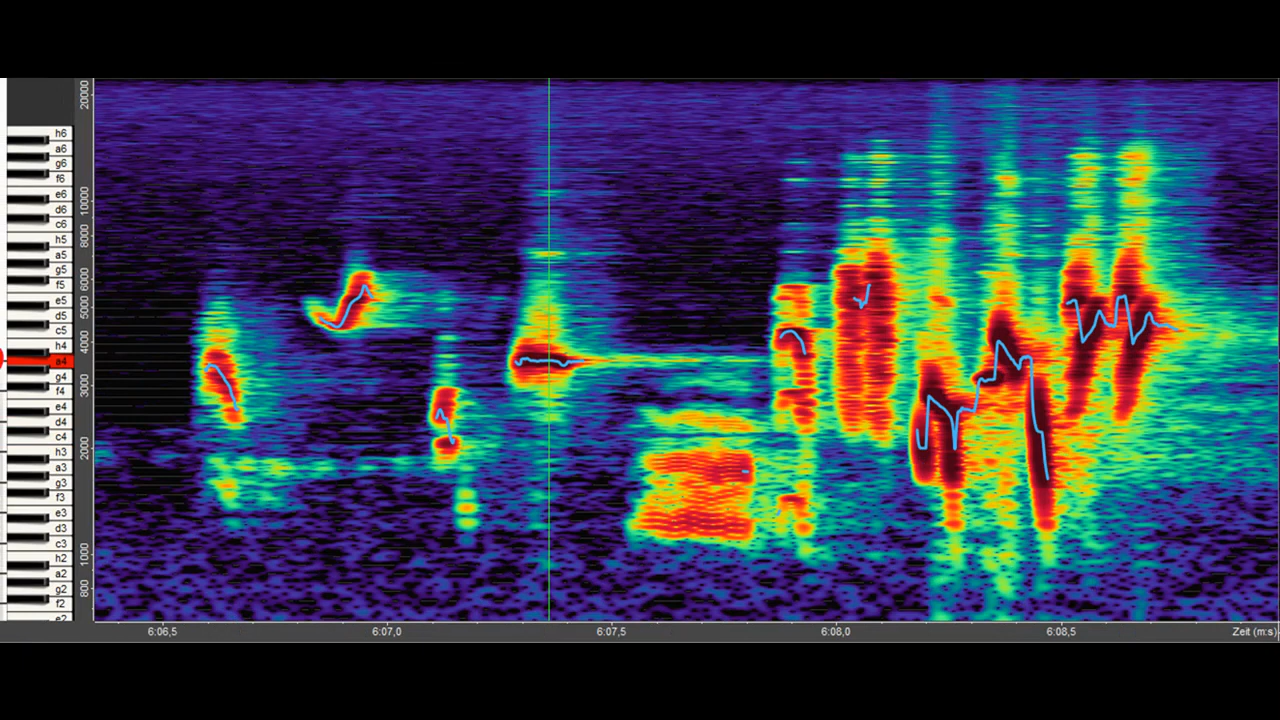 20000
10000
8000
6000
5000
4000
3000
2000
1000
800
h6
a6
g6
f6
e6
d6
c6
h5
a5
g5
f5
e5
d5
c5
h4
a4
g4
f4
e4
d4
c4
h3
a3
g3
f3
e3
d3
c3
h2
a2
g2
f2
e2
6:06,5 6:07,0 6:07,5 6:08,0 6:08,5 Zeit (m:s)